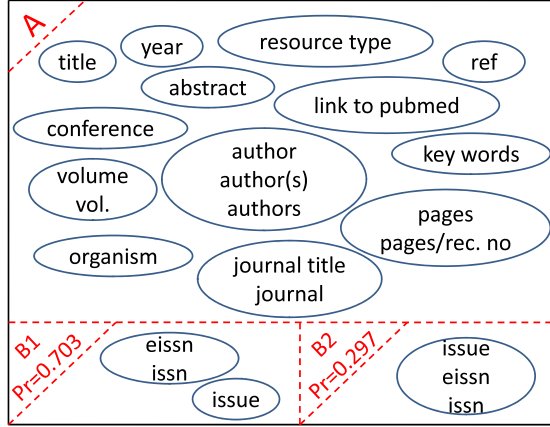 A
title
year
resource type
ref
abstract
link to pubmed
conference
author
author(s)
authors
key words
volume
vol.
pages
pages/rec. no
organism
journal title
journal
B1
Pr=0.703
eissn
issn
issue
B2
Pr=0.297
issue
eissn
issn